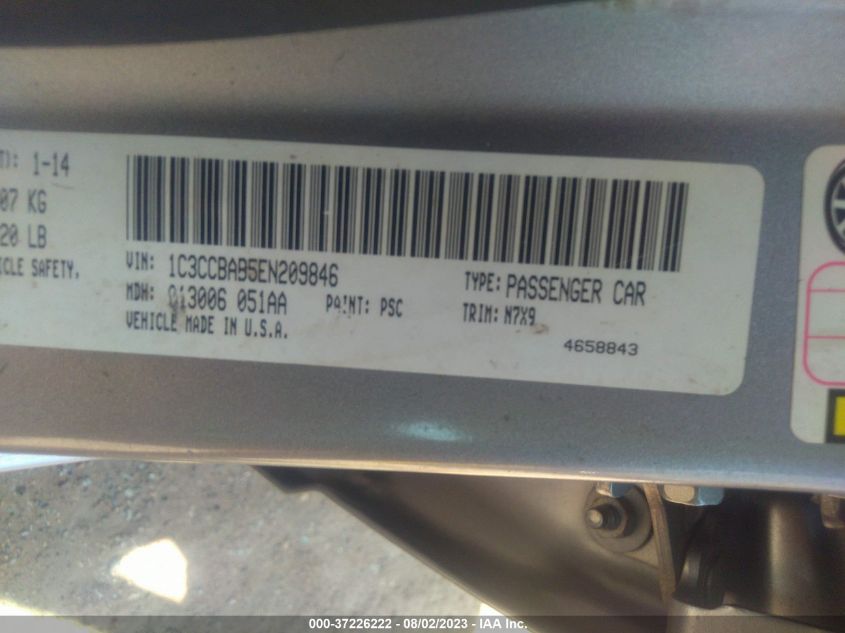 T): 1-14
07 KG
20 LB
ICLE SAFETY.
VIN: 1C3CCBAB5EN209846
TYPE: PASSENGER CAR
MDH: 013006 051AA
PAINT: PSC
TRIM: N7X9
VEHICLE MADE IN U.S.A.
4658843
000-37226222 — 08/02/2023 — IAA Inc.